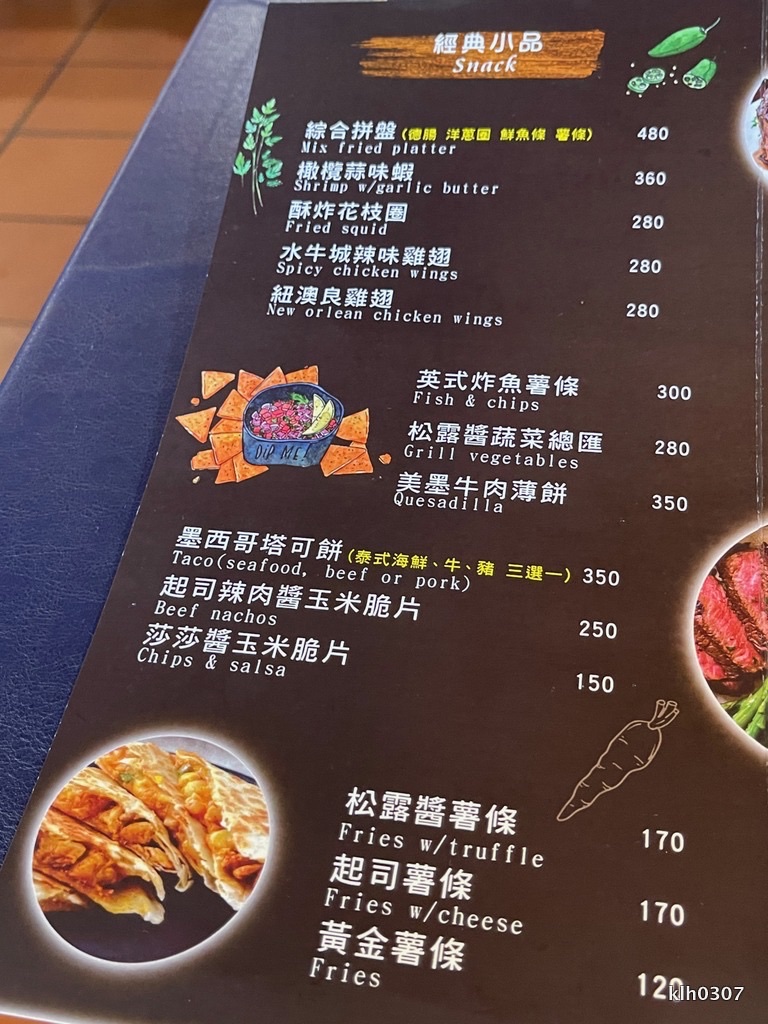 經典小品
Snack
綜合拼盤(德腸 洋蔥圈 鮮魚條 薯條) 480
Mix fried platter
橄欖蒜味蝦 360
Shrimp w/garlic butter
酥炸花枝圈 280
Fried squid
水牛城辣味雞翅 280
Spicy chicken wings
紐澳良雞翅 280
New orlean chicken wings
英式炸魚薯條 300
Fish & chips
松露醬蔬菜總匯 280
Grill vegetables
美墨牛肉薄餅 350
Quesadilla
DIP ME!
墨西哥塔可餅(泰式海鮮、牛、豬 三選一) 350
Taco(seafood, beef or pork)
起司辣肉醬玉米脆片 250
Beef nachos
莎莎醬玉米脆片 150
Chips & salsa
松露醬薯條 170
Fries w/truffle
起司薯條 170
Fries w/cheese
黃金薯條 120
Fries
klh0307